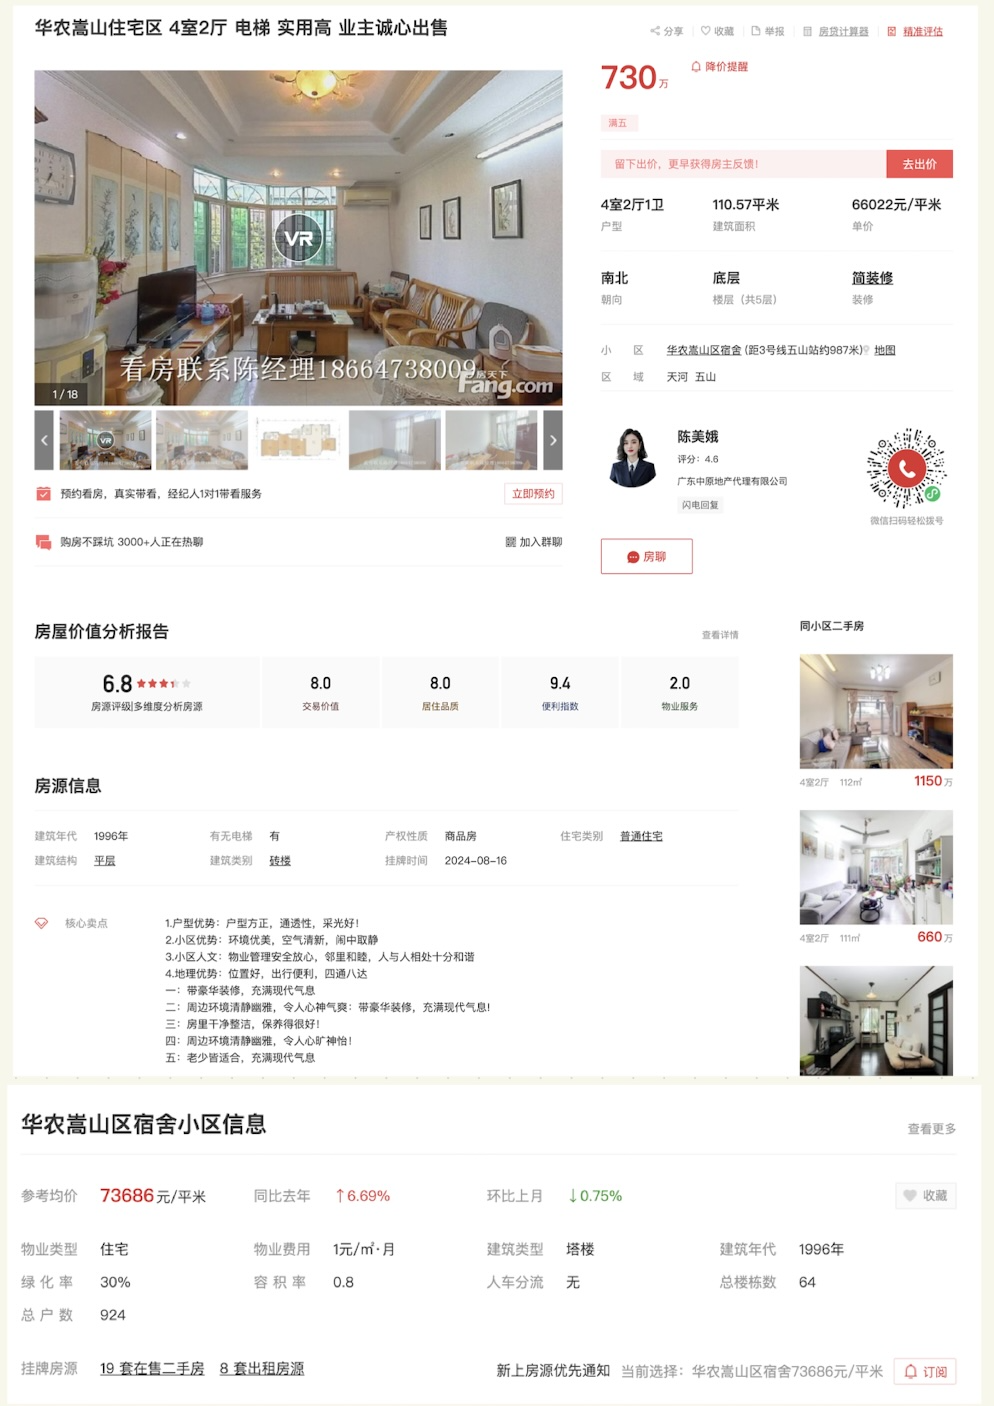 华农嵩山住宅区 4室2厅 电梯 实用高 业主诚心出售
分享 收藏 举报 房贷计算器 精准评估
VR
看房联系陈经理18664738009
房天下
Fang.com
1 / 18
预约看房，真实带看，经纪人1对1带看服务 立即预约
购房不踩坑 3000+人正在热聊 加入群聊
730万 降价提醒
满五
留下出价，更早获得房主反馈！ 去出价
4室2厅1卫 110.57平米 66022元/平米
户型 建筑面积 单价
南北 底层 简装修
朝向 楼层（共5层） 装修
小 区 华农嵩山区宿舍 (距3号线五山站约987米) 地图
区 域 天河 五山
陈美娥
评分：4.6
广东中原地产代理有限公司
闪电回复
微信扫码轻松拨号
房聊
房屋价值分析报告 查看详情
6.8 8.0 8.0 9.4 2.0
房源评级|多维度分析房源 交易价值 居住品质 便利指数 物业服务
同小区二手房
4室2厅 112㎡ 1150万
4室2厅 111㎡ 660万
房源信息
建筑年代 1996年 有无电梯 有 产权性质 商品房 住宅类别 普通住宅
建筑结构 平层 建筑类别 砖楼 挂牌时间 2024-08-16
核心卖点
1.户型优势：户型方正，通透性，采光好！
2.小区优势：环境优美，空气清新，闹中取静
3.小区人文：物业管理安全放心，邻里和睦，人与人相处十分和谐
4.地理优势：位置好，出行便利，四通八达
一：带豪华装修，充满现代气息
二：周边环境清静幽雅，令人心神气爽：带豪华装修，充满现代气息！
三：房里干净整洁，保养得很好！
四：周边环境清静幽雅，令人心旷神怡！
五：老少皆适合，充满现代气息
华农嵩山区宿舍小区信息 查看更多
参考均价 73686元/平米 同比去年 ↑6.69% 环比上月 ↓0.75% 收藏
物业类型 住宅 物业费用 1元/㎡·月 建筑类型 塔楼 建筑年代 1996年
绿 化 率 30% 容 积 率 0.8 人车分流 无 总楼栋数 64
总 户 数 924
挂牌房源 19 套在售二手房 8 套出租房源 新上房源优先通知 当前选择：华农嵩山区宿舍73686元/平米 订阅